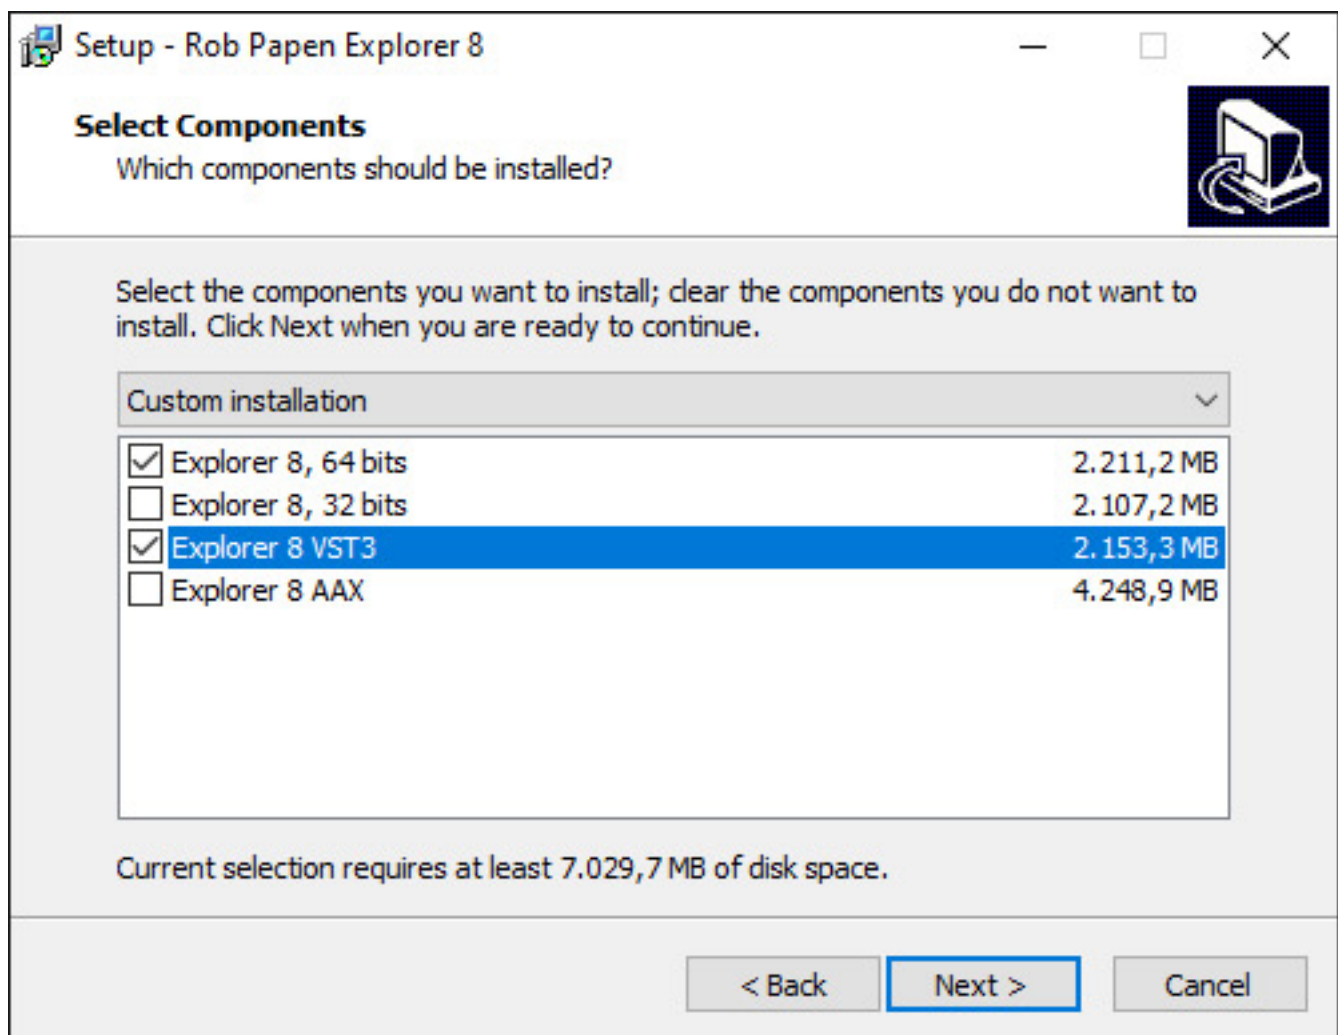 Setup - Rob Papen Explorer 8
Select Components
Which components should be installed?
Select the components you want to install; clear the components you do not want to
install. Click Next when you are ready to continue.
Custom installation
Explorer 8, 64 bits 2.211,2 MB
Explorer 8, 32 bits 2.107,2 MB
Explorer 8 VST3 2.153,3 MB
Explorer 8 AAX 4.248,9 MB
Current selection requires at least 7.029,7 MB of disk space.
< Back Next > Cancel